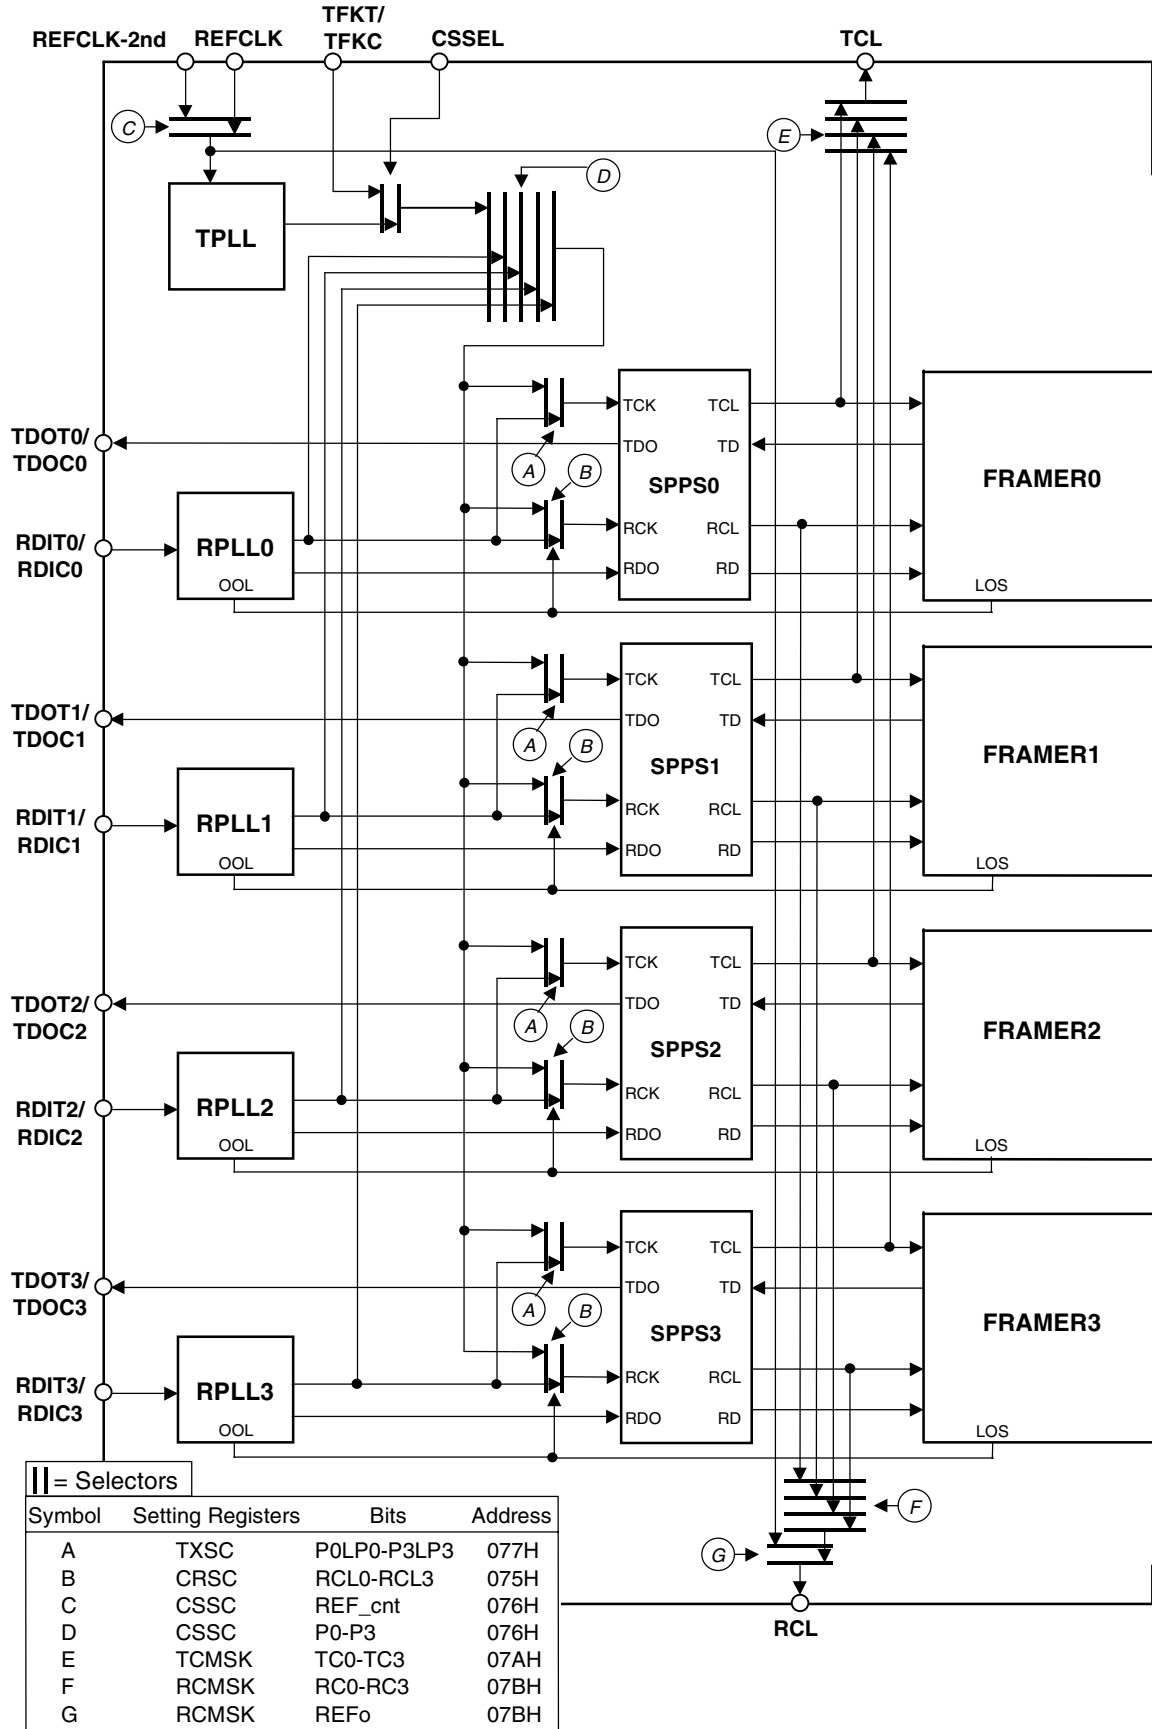 REFCLK-2nd REFCLK TFKT/ TFKC CSSEL TCL
C
E
D
TPLL
TDOT0/
TDOC0
RDIT0/
RDIC0
RPLL0
OOL
A
B
TCK TCL
TDO TD
SPPS0
RCK RCL
RDO RD
FRAMER0
LOS
TDOT1/
TDOC1
RDIT1/
RDIC1
RPLL1
OOL
A
B
TCK TCL
TDO TD
SPPS1
RCK RCL
RDO RD
FRAMER1
LOS
TDOT2/
TDOC2
RDIT2/
RDIC2
RPLL2
OOL
A
B
TCK TCL
TDO TD
SPPS2
RCK RCL
RDO RD
FRAMER2
LOS
TDOT3/
TDOC3
RDIT3/
RDIC3
RPLL3
OOL
A
B
TCK TCL
TDO TD
SPPS3
RCK RCL
RDO RD
FRAMER3
LOS
F
G
RCL
= Selectors
Symbol Setting Registers Bits Address
A TXSC P0LP0-P3LP3 077H
B CRSC RCL0-RCL3 075H
C CSSC REF_cnt 076H
D CSSC P0-P3 076H
E TCMSK TC0-TC3 07AH
F RCMSK RC0-RC3 07BH
G RCMSK REFo 07BH